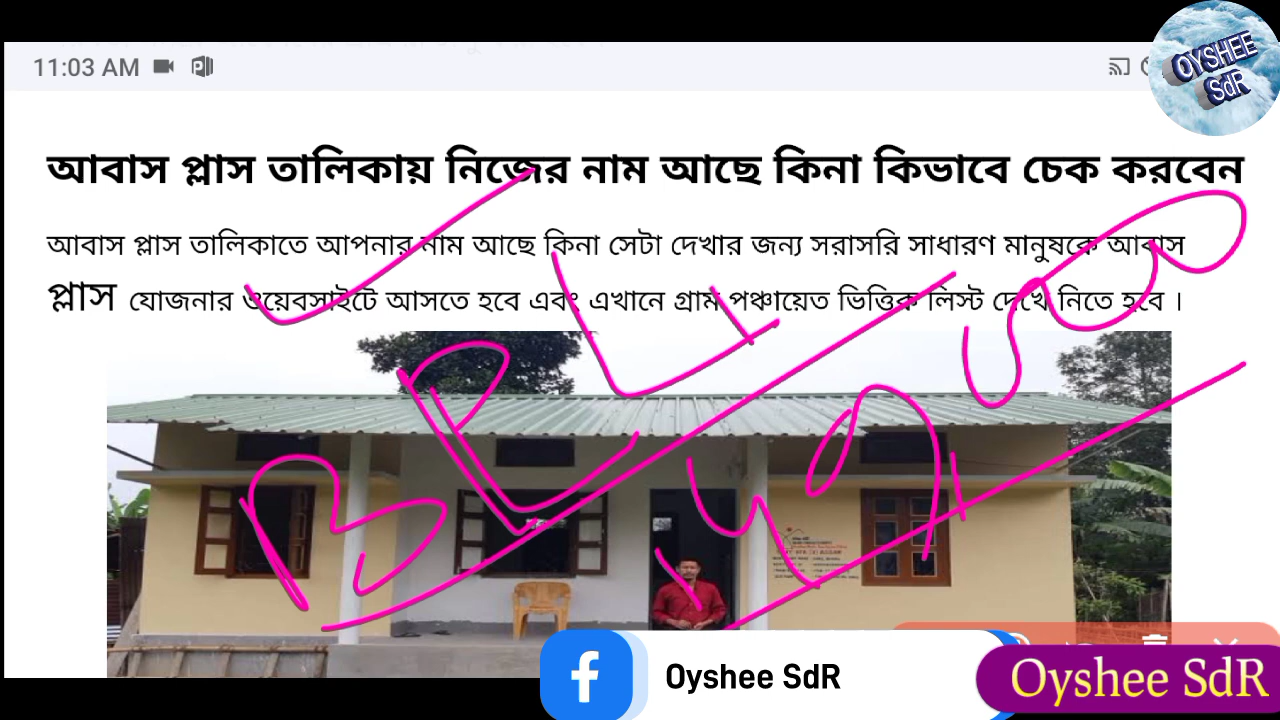 OYSHEE
SdR
11:03 AM
আবাস প্লাস তালিকায় নিজের নাম আছে কিনা কিভাবে চেক করবেন
আবাস প্লাস তালিকাতে আপনার নাম আছে কিনা সেটা দেখার জন্য সরাসরি সাধারণ মানুষকে আবাস
প্লাস যোজনার ওয়েবসাইটে আসতে হবে এবং এখানে গ্রাম পঞ্চায়েত ভিত্তিক লিস্ট দেখে নিতে হবে ।
BPL
Oyshee SdR
Oyshee SdR